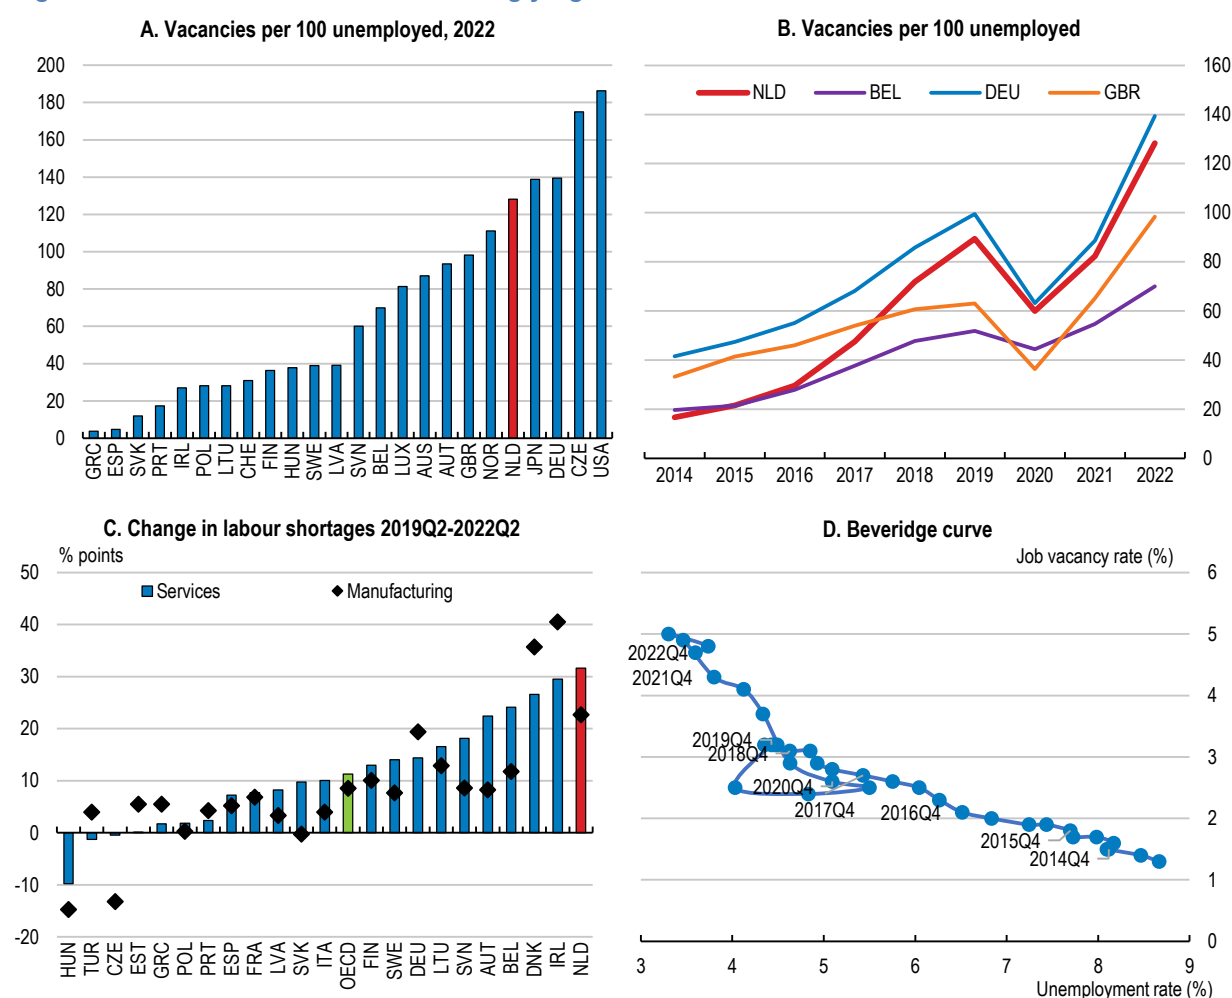 A. Vacancies per 100 unemployed, 2022
200
180
160
140
120
100
80
60
40
20
0
GRC ESP SVK PRT IRL POL LTU CHE FIN HUN SWE LVA SVN BEL LUX AUS AUT GBR NOR NLD JPN DEU CZE USA
B. Vacancies per 100 unemployed
NLD BEL DEU GBR
160
140
120
100
80
60
40
20
0
2014 2015 2016 2017 2018 2019 2020 2021 2022
C. Change in labour shortages 2019Q2-2022Q2
% points
Services Manufacturing
50
40
30
20
10
0
-10
-20
HUN TUR CZE EST GRC POL PRT ESP FRA LVA SVK ITA OECD FIN SWE DEU LTU SVN AUT BEL DNK IRL NLD
D. Beveridge curve
Job vacancy rate (%)
6
5
4
3
2
1
0
2022Q4
2021Q4
2019Q4
2018Q4
2020Q4
2017Q4
2016Q4
2015Q4
2014Q4
3 4 5 6 7 8 9
Unemployment rate (%)